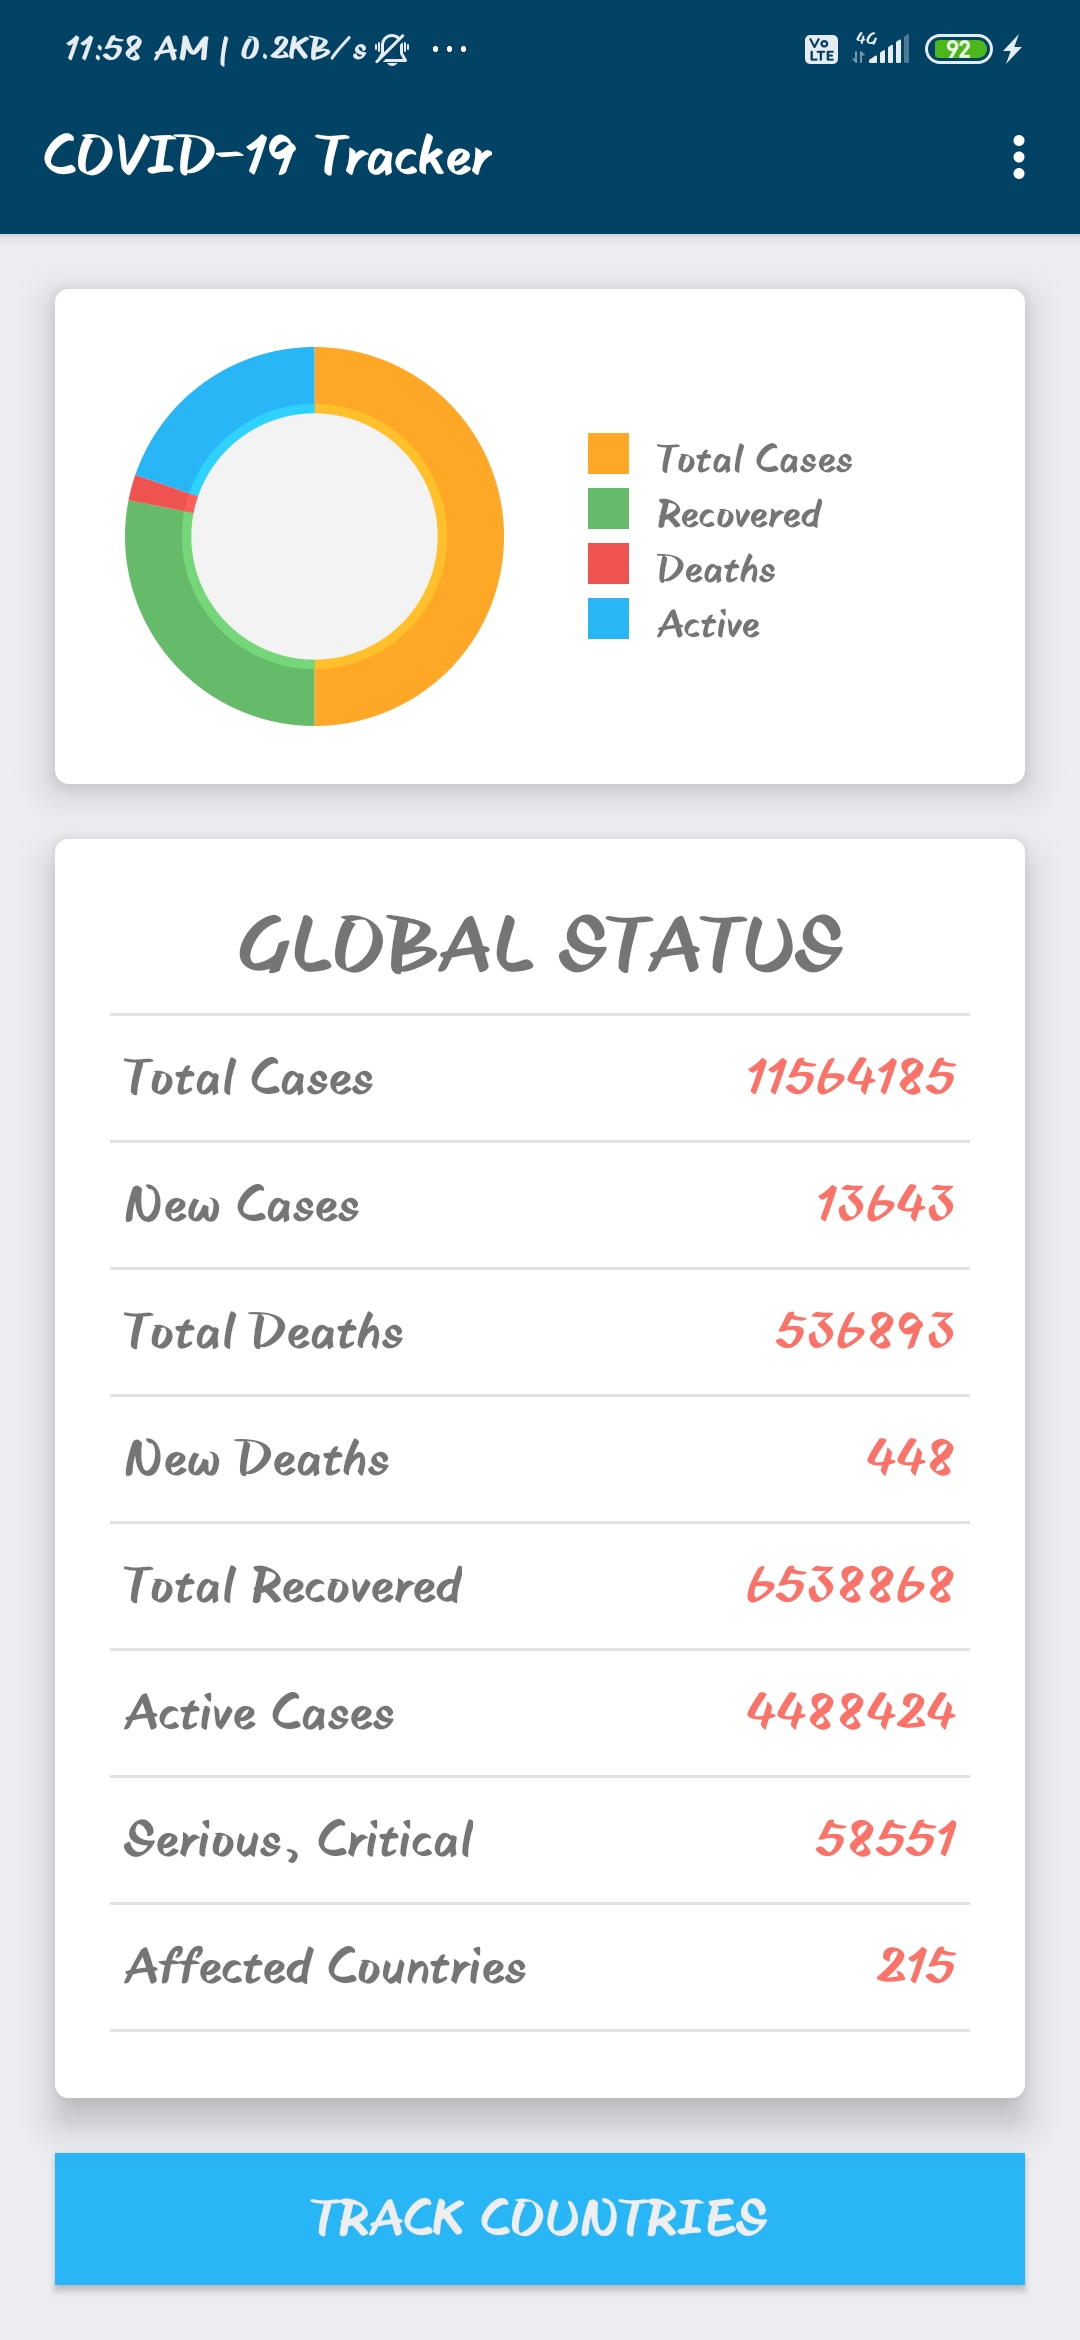 11:58 AM | 0.2KB/s ...
Vo LTE 4G 92
COVID-19 Tracker
Total Cases
Recovered
Deaths
Active
GLOBAL STATUS
Total Cases 11564185
New Cases 13643
Total Deaths 536893
New Deaths 448
Total Recovered 6538868
Active Cases 4488424
Serious, Critical 58551
Affected Countries 215
TRACK COUNTRIES